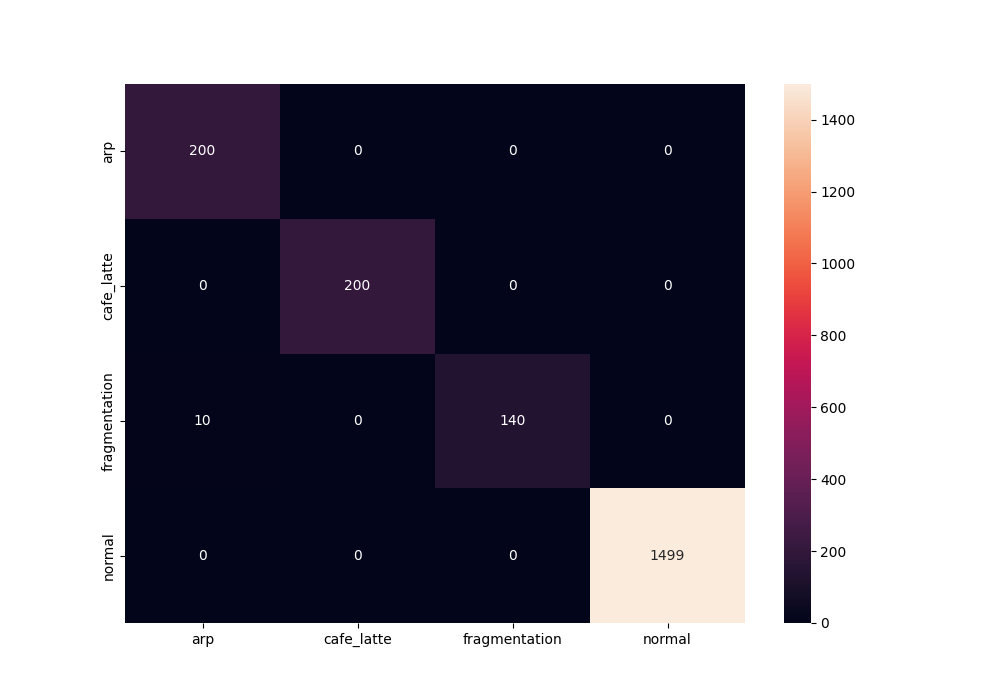 arp 200 0 0 0
cafe_latte 0 200 0 0
fragmentation 10 0 140 0
normal 0 0 0 1499
arp cafe_latte fragmentation normal
1400
1200
1000
800
600
400
200
0